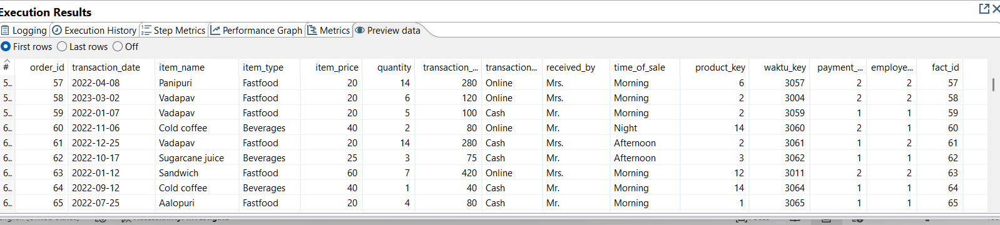 Execution Results
Logging Execution History Step Metrics Performance Graph Metrics Preview data
First rows Last rows Off
# order_id transaction_date item_name item_type item_price quantity transaction_... transaction... received_by time_of_sale product_key waktu_key payment_... employe... fact_id
5.. 57 2022-04-08 Panipuri Fastfood 20 14 280 Online Mrs. Morning 6 3057 2 2 57
5.. 58 2023-03-02 Vadapav Fastfood 20 6 120 Online Mrs. Morning 2 3004 2 2 58
5.. 59 2022-01-07 Vadapav Fastfood 20 5 100 Cash Mr. Morning 2 3059 1 1 59
6.. 60 2022-11-06 Cold coffee Beverages 40 2 80 Online Mr. Night 14 3060 2 1 60
6.. 61 2022-12-25 Vadapav Fastfood 20 14 280 Cash Mrs. Afternoon 2 3061 1 2 61
6.. 62 2022-10-17 Sugarcane juice Beverages 25 3 75 Cash Mr. Afternoon 3 3062 1 1 62
6.. 63 2022-01-12 Sandwich Fastfood 60 7 420 Online Mrs. Morning 12 3011 2 2 63
6.. 64 2022-09-12 Cold coffee Beverages 40 1 40 Cash Mr. Morning 14 3064 1 1 64
6.. 65 2022-07-25 Aalopuri Fastfood 20 4 80 Cash Mr. Morning 1 3065 1 1 65